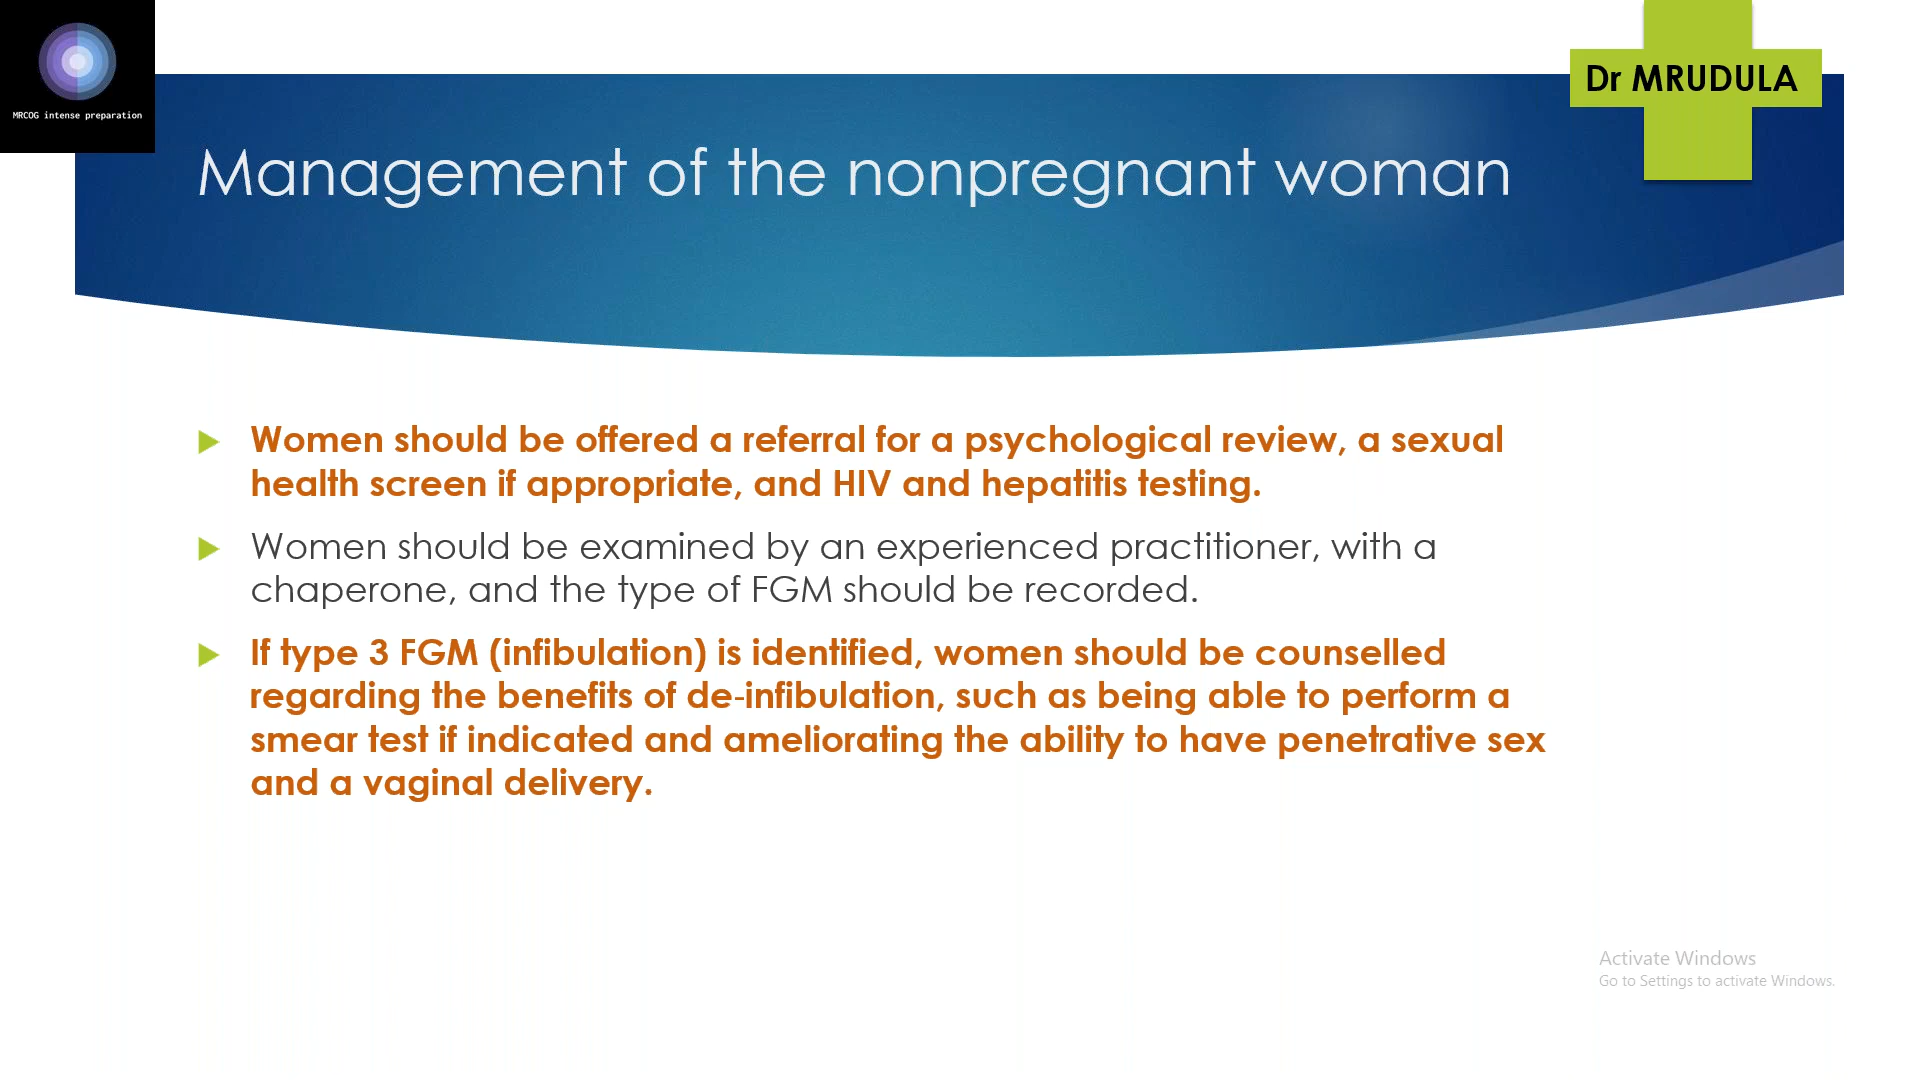 MRCOG intense preparation
Dr MRUDULA
Management of the nonpregnant woman
Women should be offered a referral for a psychological review, a sexual
health screen if appropriate, and HIV and hepatitis testing.
Women should be examined by an experienced practitioner, with a
chaperone, and the type of FGM should be recorded.
If type 3 FGM (infibulation) is identified, women should be counselled
regarding the benefits of de-infibulation, such as being able to perform a
smear test if indicated and ameliorating the ability to have penetrative sex
and a vaginal delivery.
Activate Windows
Go to Settings to activate Windows.